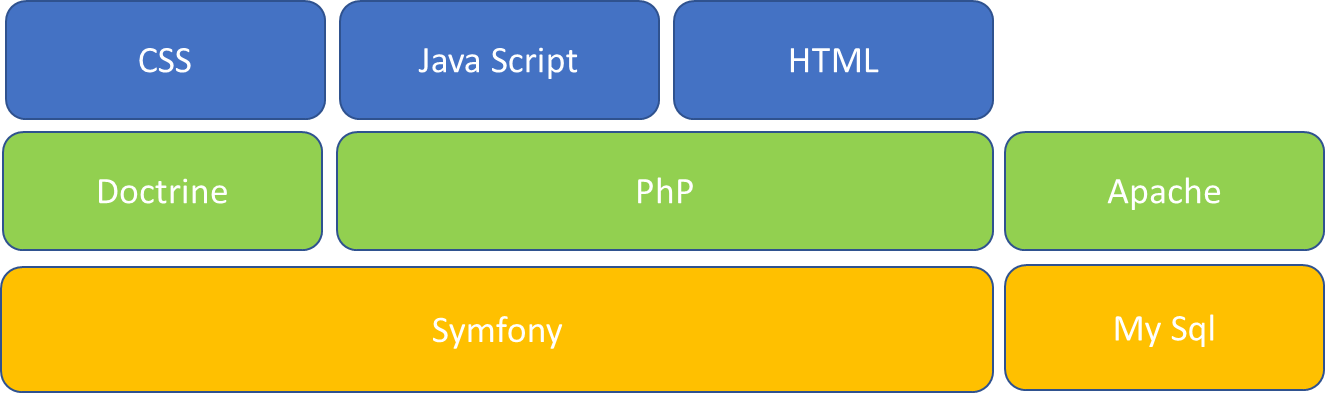 CSS
Java Script
HTML
Doctrine
PhP
Apache
Symfony
My Sql